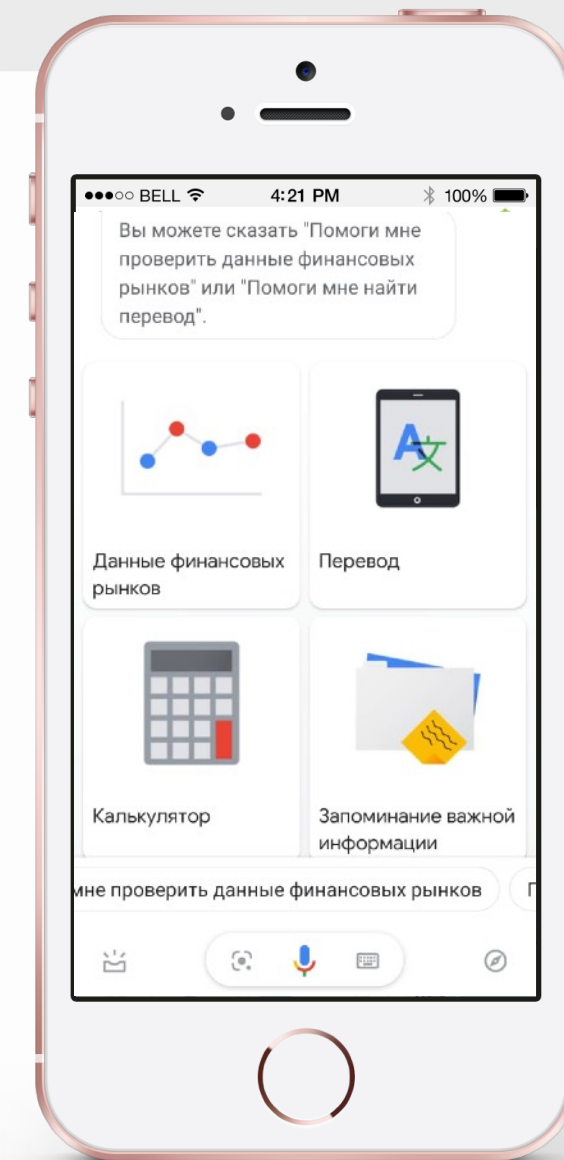 BELL 4:21 PM 100%
Вы можете сказать "Помоги мне
проверить данные финансовых
рынков" или "Помоги мне найти
перевод".
A 文
Данные финансовых
рынков
Перевод
Калькулятор
Запоминание важной
информации
мне проверить данные финансовых рынков